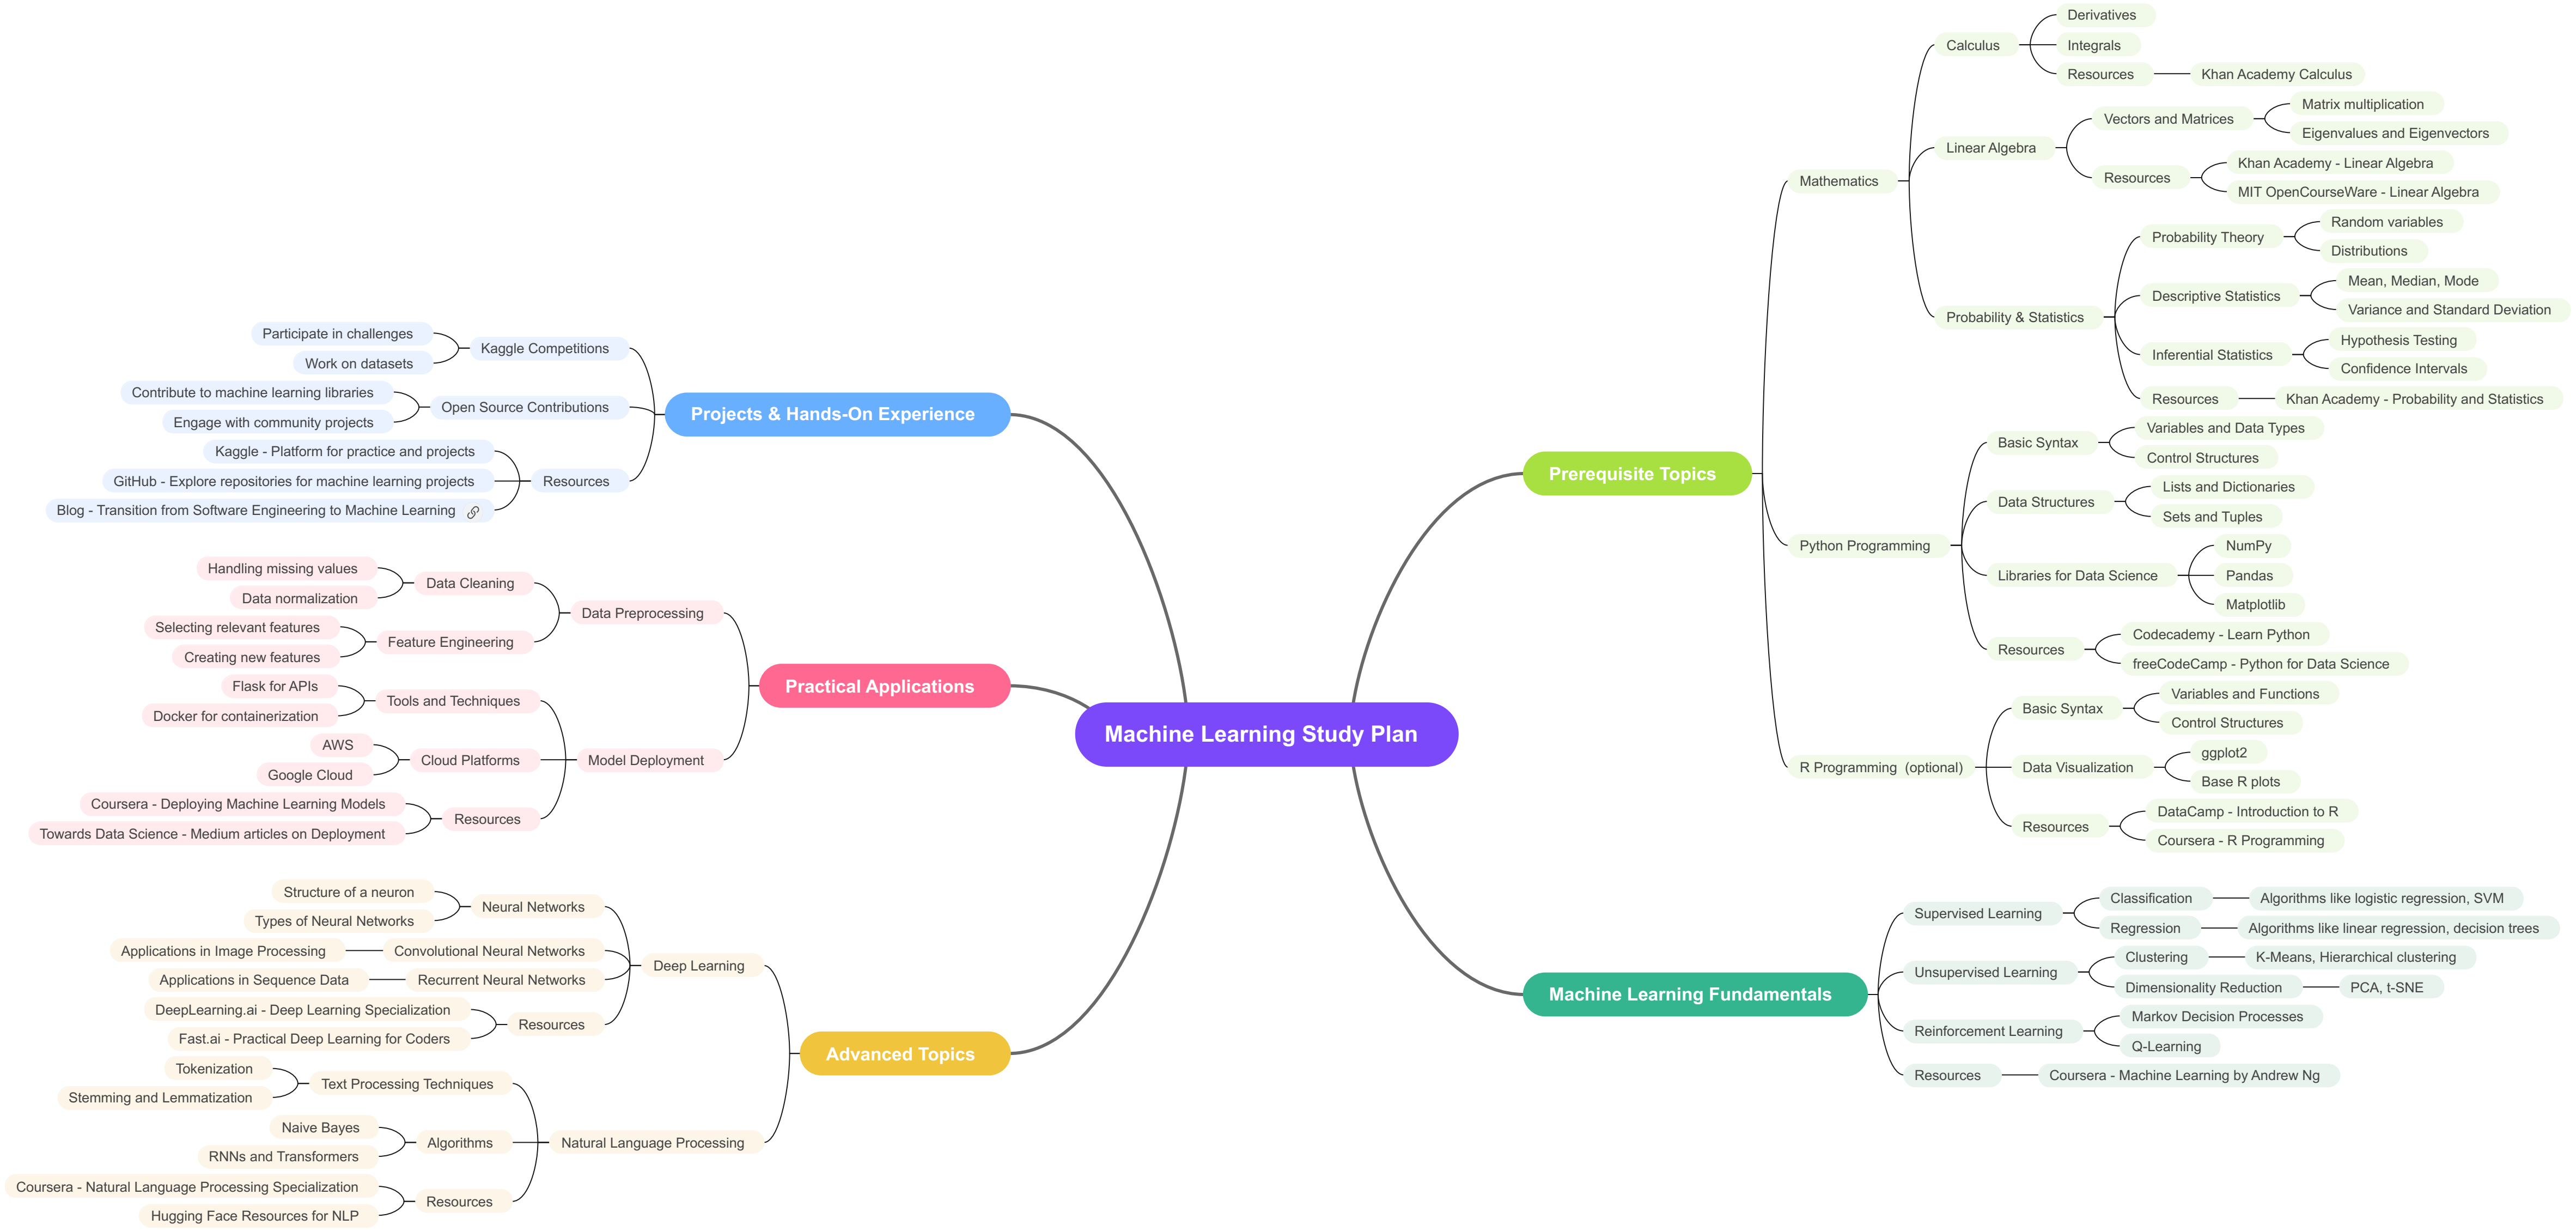 Machine Learning Study Plan
Prerequisite Topics
Mathematics
Calculus
Derivatives
Integrals
Resources
Khan Academy Calculus
Linear Algebra
Vectors and Matrices
Matrix multiplication
Eigenvalues and Eigenvectors
Resources
Khan Academy - Linear Algebra
MIT OpenCourseWare - Linear Algebra
Probability & Statistics
Probability Theory
Random variables
Distributions
Descriptive Statistics
Mean, Median, Mode
Variance and Standard Deviation
Inferential Statistics
Hypothesis Testing
Confidence Intervals
Resources
Khan Academy - Probability and Statistics
Python Programming
Basic Syntax
Variables and Data Types
Control Structures
Data Structures
Lists and Dictionaries
Sets and Tuples
Libraries for Data Science
NumPy
Pandas
Matplotlib
Resources
Codecademy - Learn Python
freeCodeCamp - Python for Data Science
R Programming  (optional)
Basic Syntax
Variables and Functions
Control Structures
Data Visualization
ggplot2
Base R plots
Resources
DataCamp - Introduction to R
Coursera - R Programming
Machine Learning Fundamentals
Supervised Learning
Classification
Algorithms like logistic regression, SVM
Regression
Algorithms like linear regression, decision trees
Unsupervised Learning
Clustering
K-Means, Hierarchical clustering
Dimensionality Reduction
PCA, t-SNE
Reinforcement Learning
Markov Decision Processes
Q-Learning
Resources
Coursera - Machine Learning by Andrew Ng
Projects & Hands-On Experience
Kaggle Competitions
Participate in challenges
Work on datasets
Open Source Contributions
Contribute to machine learning libraries
Engage with community projects
Resources
Kaggle - Platform for practice and projects
GitHub - Explore repositories for machine learning projects
Blog - Transition from Software Engineering to Machine Learning
Practical Applications
Data Preprocessing
Data Cleaning
Handling missing values
Data normalization
Feature Engineering
Selecting relevant features
Creating new features
Model Deployment
Tools and Techniques
Flask for APIs
Docker for containerization
Cloud Platforms
AWS
Google Cloud
Resources
Coursera - Deploying Machine Learning Models
Towards Data Science - Medium articles on Deployment
Advanced Topics
Deep Learning
Neural Networks
Structure of a neuron
Types of Neural Networks
Convolutional Neural Networks
Applications in Image Processing
Recurrent Neural Networks
Applications in Sequence Data
Resources
DeepLearning.ai - Deep Learning Specialization
Fast.ai - Practical Deep Learning for Coders
Natural Language Processing
Text Processing Techniques
Tokenization
Stemming and Lemmatization
Algorithms
Naive Bayes
RNNs and Transformers
Resources
Coursera - Natural Language Processing Specialization
Hugging Face Resources for NLP